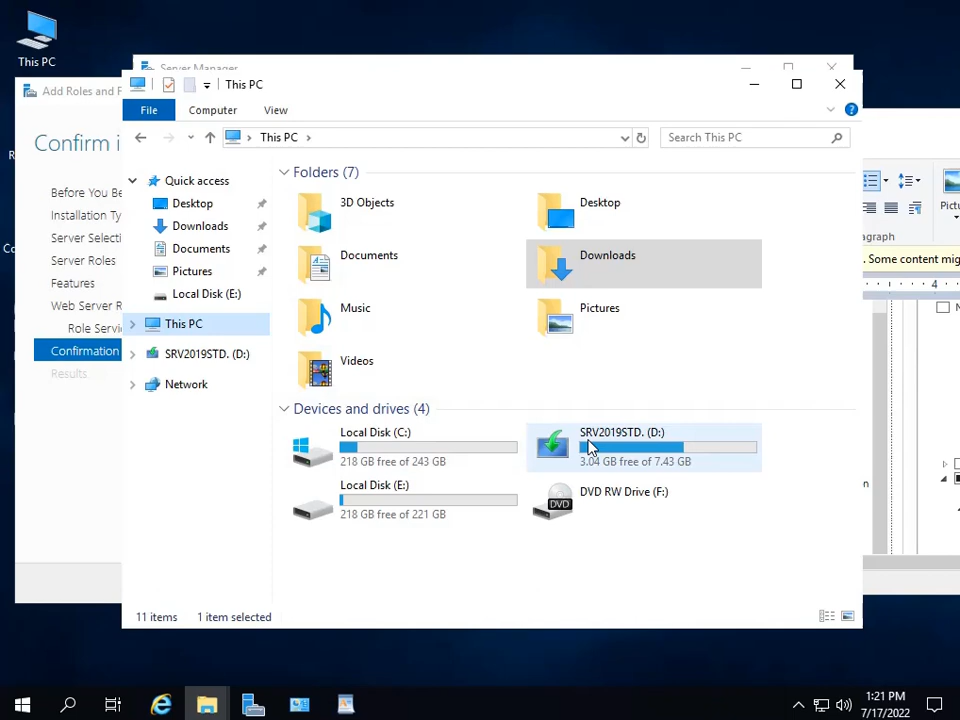 This PC
Server Manager
Add Roles and F
Confirm i
Before You Be
Installation Ty
Server Selecti
Server Roles
Features
Web Server R
Role Servi
Confirmation
Results
This PC
File
Computer
View
This PC
Search This PC
Quick access
Desktop
Downloads
Documents
Pictures
Local Disk (E:)
This PC
SRV2019STD. (D:)
Network
Folders (7)
3D Objects
Desktop
Documents
Downloads
Music
Pictures
Videos
Devices and drives (4)
Local Disk (C:)
218 GB free of 243 GB
SRV2019STD. (D:)
3.04 GB free of 7.43 GB
Local Disk (E:)
218 GB free of 221 GB
DVD RW Drive (F:)
DVD
11 items
1 item selected
Pictu
agraph
. Some content mig
4
1:21 PM
7/17/2022